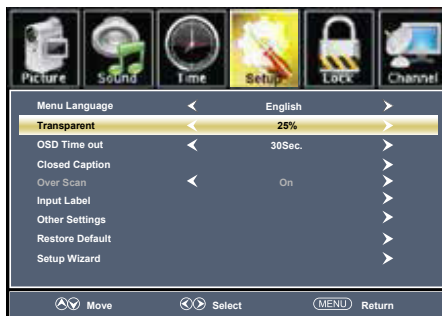 Picture Sound Time Setup Lock Channel
Menu Language English
Transparent 25%
OSD Time out 30Sec.
Closed Caption
Over Scan On
Input Label
Other Settings
Restore Default
Setup Wizard
Move Select MENU Return